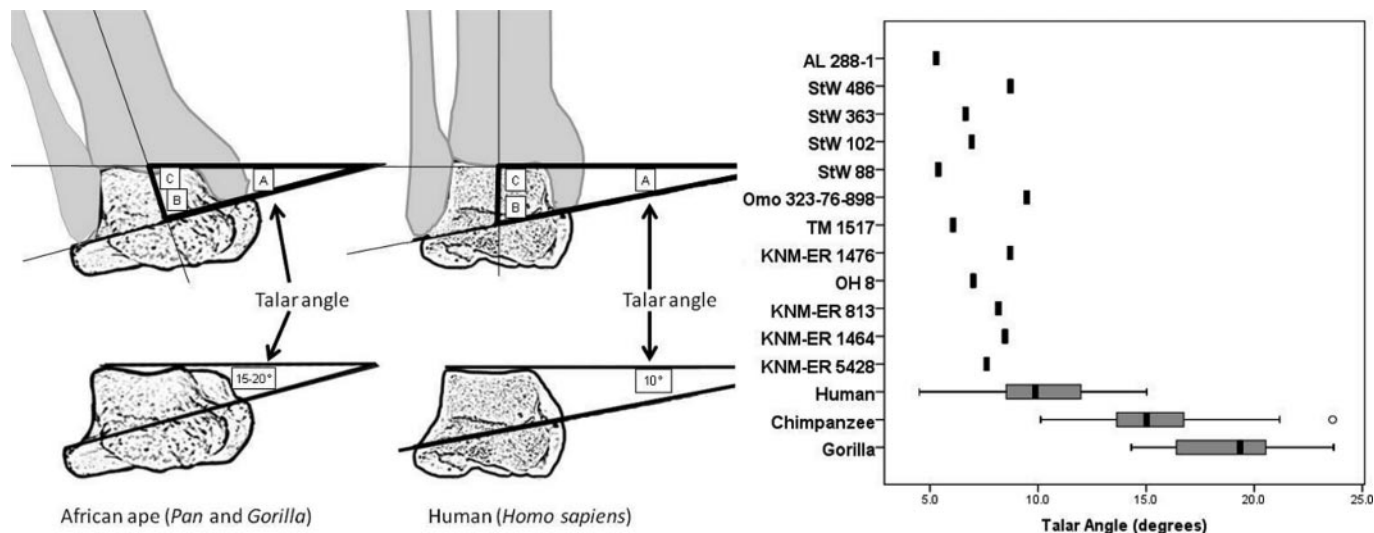 C
A
B
Talar angle
15-20°
African ape (Pan and Gorilla)
C
A
B
Talar angle
10°
Human (Homo sapiens)
AL 288-1
StW 486
StW 363
StW 102
StW 88
Omo 323-76-898
TM 1517
KNM-ER 1476
OH 8
KNM-ER 813
KNM-ER 1464
KNM-ER 5428
Human
Chimpanzee
Gorilla
5.0 10.0 15.0 20.0 25.0
Talar Angle (degrees)